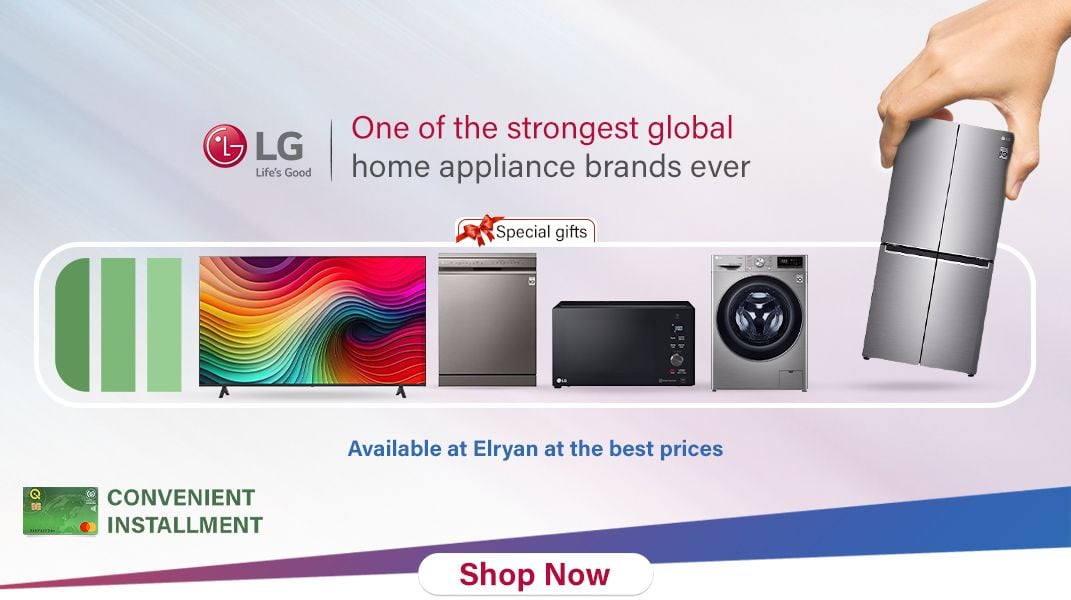 LG
Life's Good
One of the strongest global
home appliance brands ever
Special gifts
LG
Available at Elryan at the best prices
CONVENIENT
INSTALLMENT
Shop Now